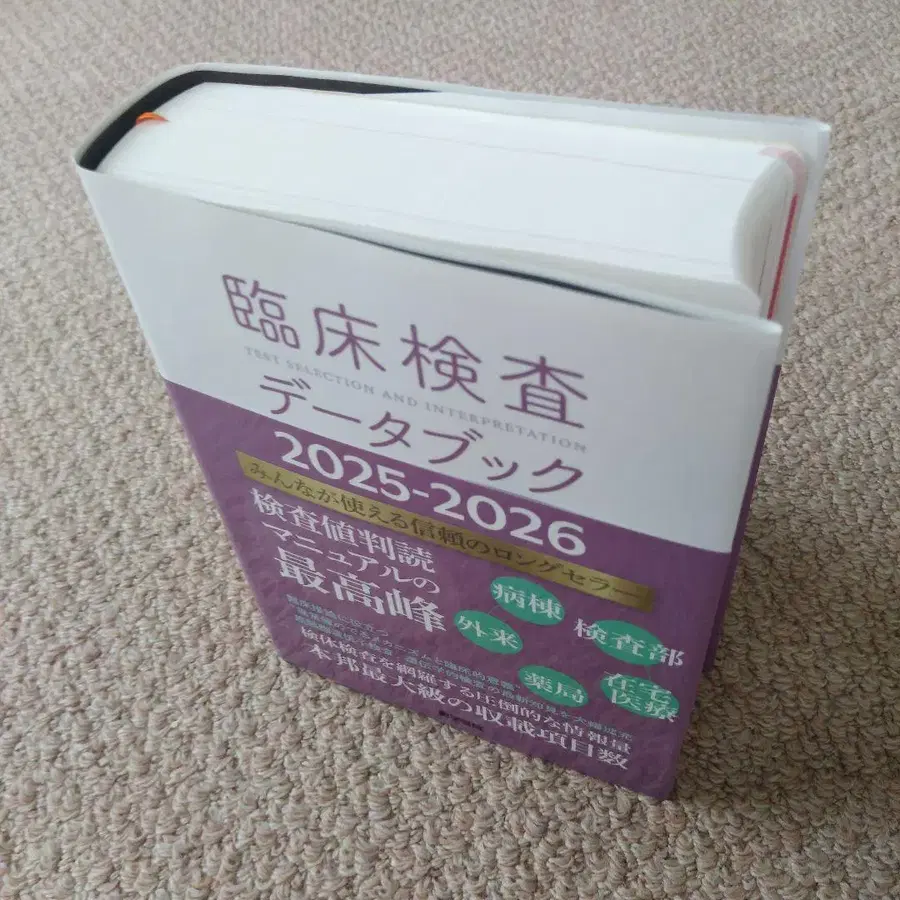 臨床検査
TEST SELECTION AND INTERPRETATION
データブック
2025-2026
みんなが使える信頼のロングセラー
検査値判読
マニュアルの
最高峰
病棟
検査部
外来
薬局
在宅
医療
検体検査を網羅する圧倒的な情報量
本邦最大級の収載項目数